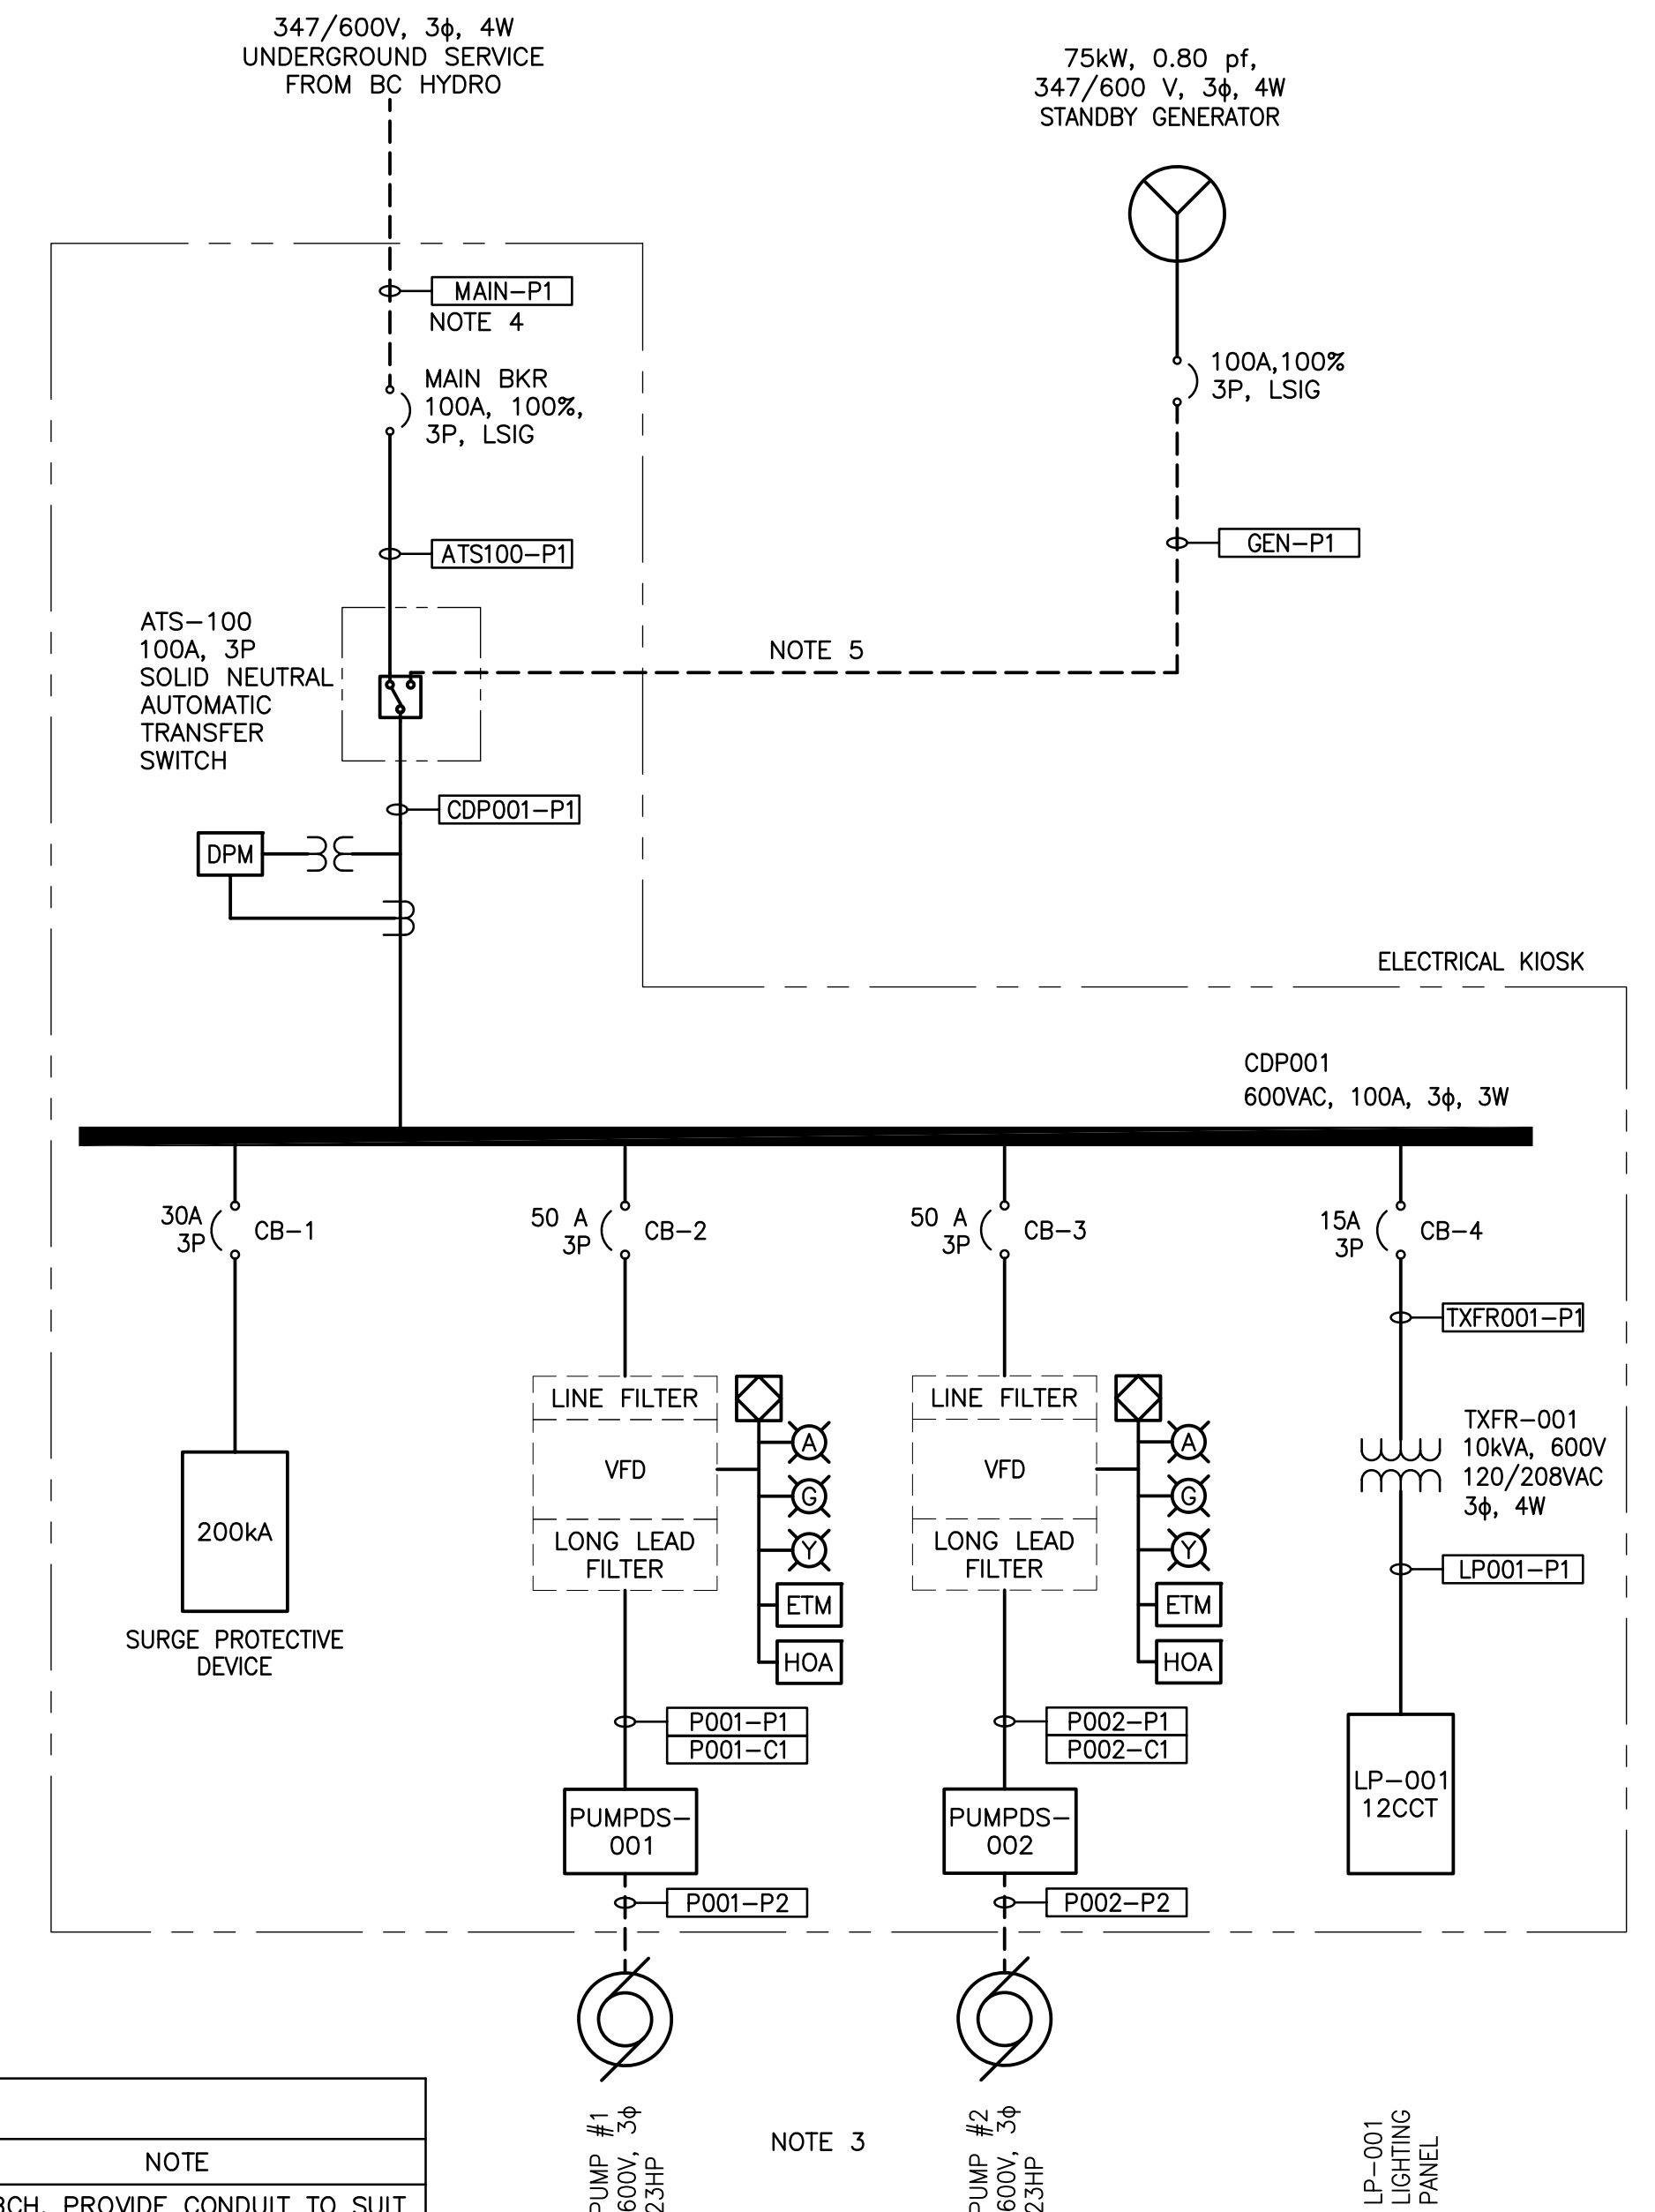 347/600V, 3ϕ, 4W
UNDERGROUND SERVICE
FROM BC HYDRO
75kW, 0.80 pf,
347/600 V, 3ϕ, 4W
STANDBY GENERATOR
MAIN-P1
NOTE 4
MAIN BKR
100A, 100%,
3P, LSIG
100A,100%
3P, LSIG
ATS100-P1
GEN-P1
ATS-100
100A, 3P
SOLID NEUTRAL
AUTOMATIC
TRANSFER
SWITCH
NOTE 5
CDP001-P1
DPM
ELECTRICAL KIOSK
CDP001
600VAC, 100A, 3ϕ, 3W
30A
3P
CB-1
50 A
3P
CB-2
50 A
3P
CB-3
15A
3P
CB-4
TXFR001-P1
LINE FILTER
VFD
LONG LEAD
FILTER
A
G
Y
ETM
HOA
LINE FILTER
VFD
LONG LEAD
FILTER
A
G
Y
ETM
HOA
TXFR-001
10kVA, 600V
120/208VAC
3ϕ, 4W
LP001-P1
200kA
SURGE PROTECTIVE
DEVICE
P001-P1
P001-C1
P002-P1
P002-C1
PUMPDS-
001
PUMPDS-
002
LP-001
12CCT
P001-P2
P002-P2
PUMP #1
600V, 3ϕ
23HP
NOTE 3
PUMP #2
600V, 3ϕ
23HP
LP-001
LIGHTING
PANEL
NOTE
PROVIDE CONDUIT TO SUIT